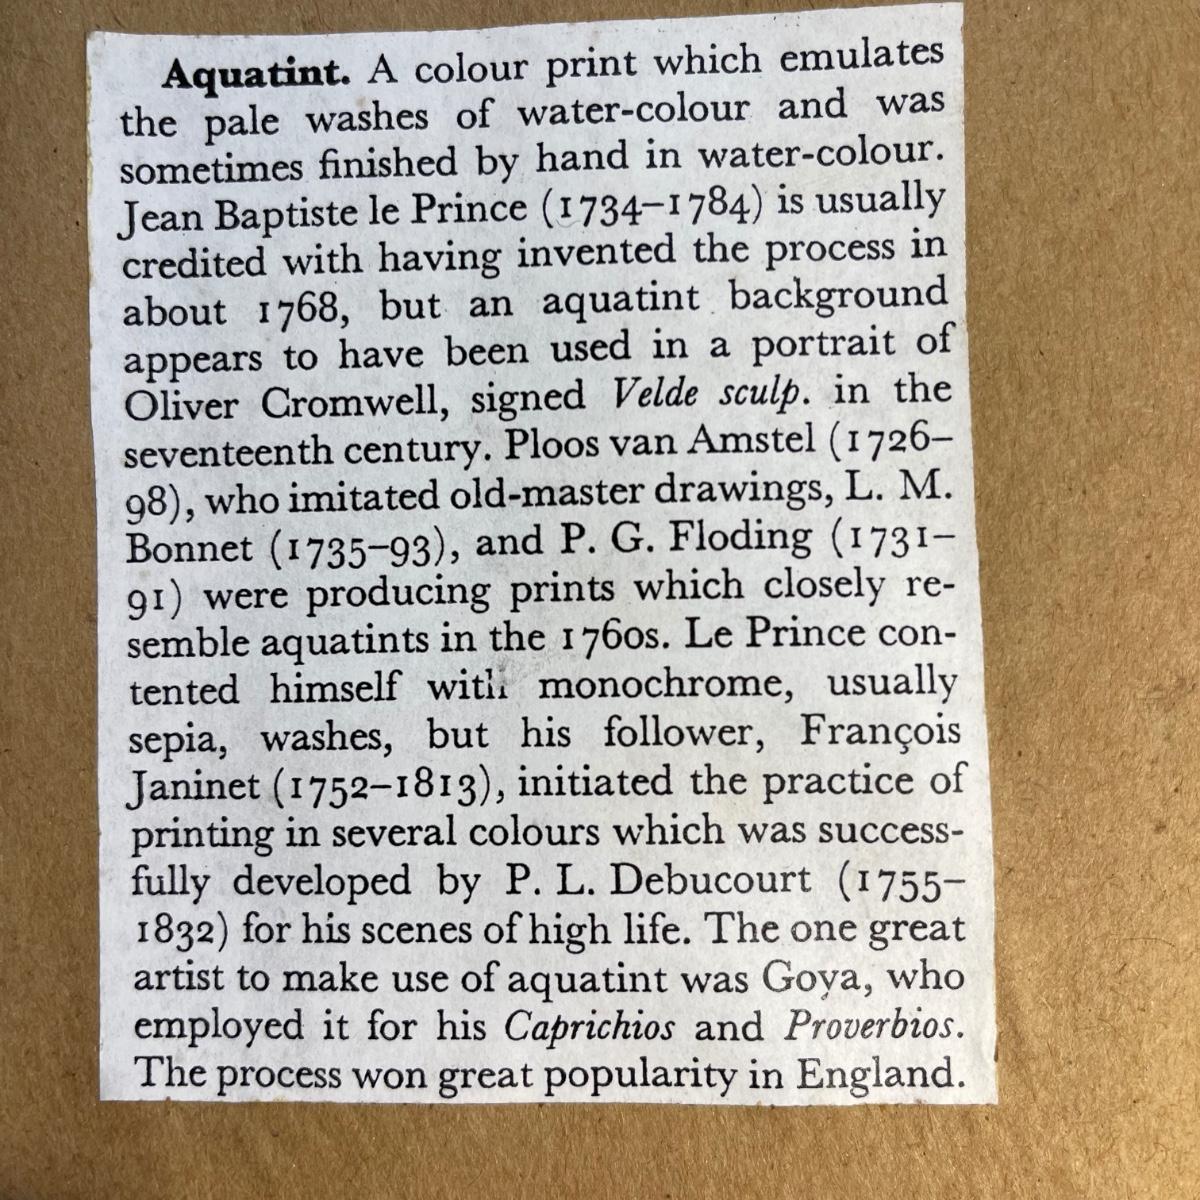 Aquatint. A colour print which emulates
the pale washes of water-colour and was
sometimes finished by hand in water-colour.
Jean Baptiste le Prince (1734–1784) is usually
credited with having invented the process in
about 1768, but an aquatint background
appears to have been used in a portrait of
Oliver Cromwell, signed Velde sculp. in the
seventeenth century. Ploos van Amstel (1726–
98), who imitated old-master drawings, L. M.
Bonnet (1735–93), and P. G. Floding (1731–
91) were producing prints which closely re-
semble aquatints in the 1760s. Le Prince con-
tented himself with monochrome, usually
sepia, washes, but his follower, François
Janinet (1752–1813), initiated the practice of
printing in several colours which was success-
fully developed by P. L. Debucourt (1755–
1832) for his scenes of high life. The one great
artist to make use of aquatint was Goya, who
employed it for his Caprichios and Proverbios.
The process won great popularity in England.